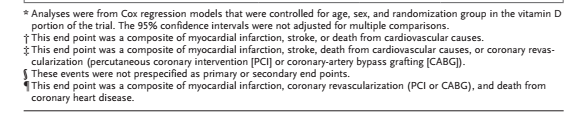 * Analyses were from Cox regression models that were controlled for age, sex, and randomization group in the vitamin D
portion of the trial. The 95% confidence intervals were not adjusted for multiple comparisons.
† This end point was a composite of myocardial infarction, stroke, or death from cardiovascular causes.
‡ This end point was a composite of myocardial infarction, stroke, death from cardiovascular causes, or coronary revas-
cularization (percutaneous coronary intervention [PCI] or coronary-artery bypass grafting [CABG]).
§ These events were not prespecified as primary or secondary end points.
¶ This end point was a composite of myocardial infarction, coronary revascularization (PCI or CABG), and death from
coronary heart disease.